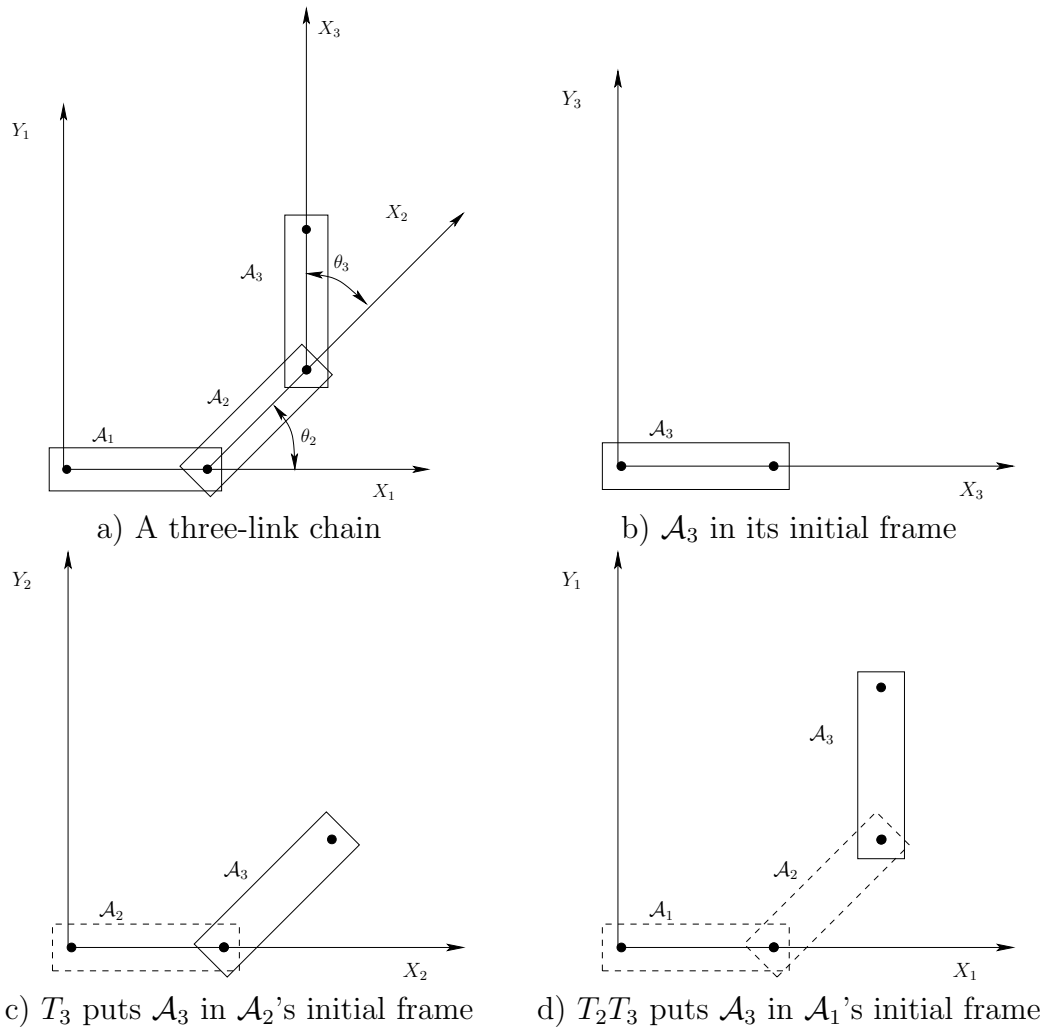 X₃
Y₁
X₂
θ₃
𝒜₃
𝒜₂
𝒜₁
θ₂
X₁
a) A three-link chain
Y₃
𝒜₃
X₃
b) 𝒜₃ in its initial frame
Y₂
𝒜₃
𝒜₂
X₂
c) T₃ puts 𝒜₃ in 𝒜₂'s initial frame
Y₁
𝒜₃
𝒜₂
𝒜₁
X₁
d) T₂T₃ puts 𝒜₃ in 𝒜₁'s initial frame